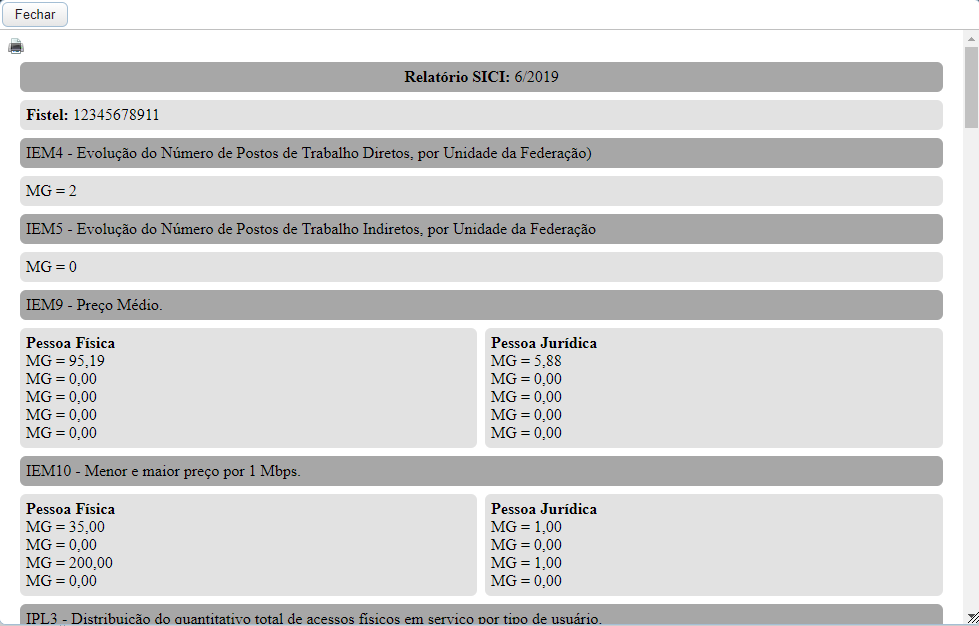 Fechar
Relatório SICI: 6/2019
Fistel: 12345678911
IEM4 - Evolução do Número de Postos de Trabalho Diretos, por Unidade da Federação)
MG = 2
IEM5 - Evolução do Número de Postos de Trabalho Indiretos, por Unidade da Federação
MG = 0
IEM9 - Preço Médio.
Pessoa Física
MG = 95,19
MG = 0,00
MG = 0,00
MG = 0,00
MG = 0,00
Pessoa Jurídica
MG = 5,88
MG = 0,00
MG = 0,00
MG = 0,00
MG = 0,00
IEM10 - Menor e maior preço por 1 Mbps.
Pessoa Física
MG = 35,00
MG = 0,00
MG = 200,00
MG = 0,00
Pessoa Jurídica
MG = 1,00
MG = 0,00
MG = 1,00
MG = 0,00
IPL3 - Distribuição do quantitativo total de acessos físicos em serviço por tipo de usuário.